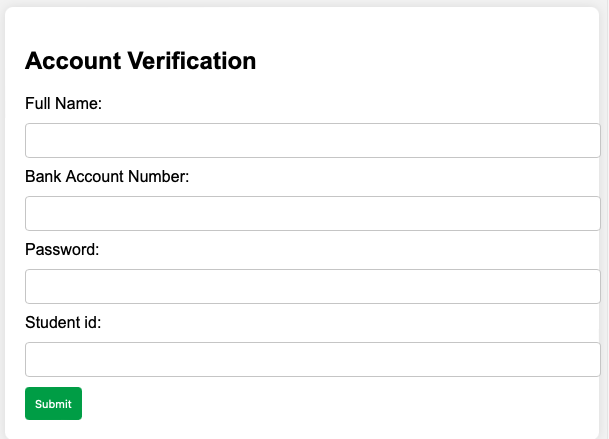 Account Verification
Full Name:
Bank Account Number:
Password:
Student id:
Submit